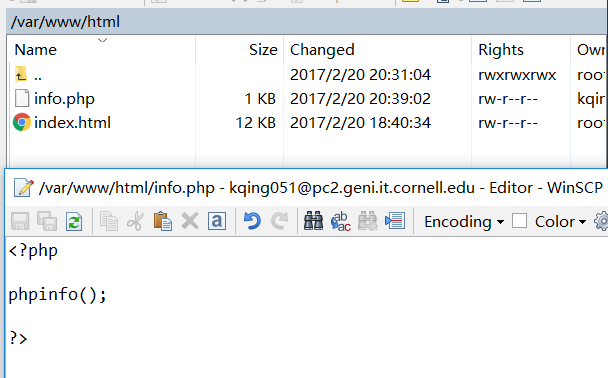 /var/www/html
Name Size Changed Rights Own
.. 2017/2/20 20:31:04 rwxrwxrwx roo
info.php 1 KB 2017/2/20 20:39:02 rw-r--r-- kqin
index.html 12 KB 2017/2/20 18:40:34 rw-r--r-- roo
/var/www/html/info.php - kqing051@pc2.geni.it.cornell.edu - Editor - WinSCP
Encoding Color
<?php
phpinfo();
?>